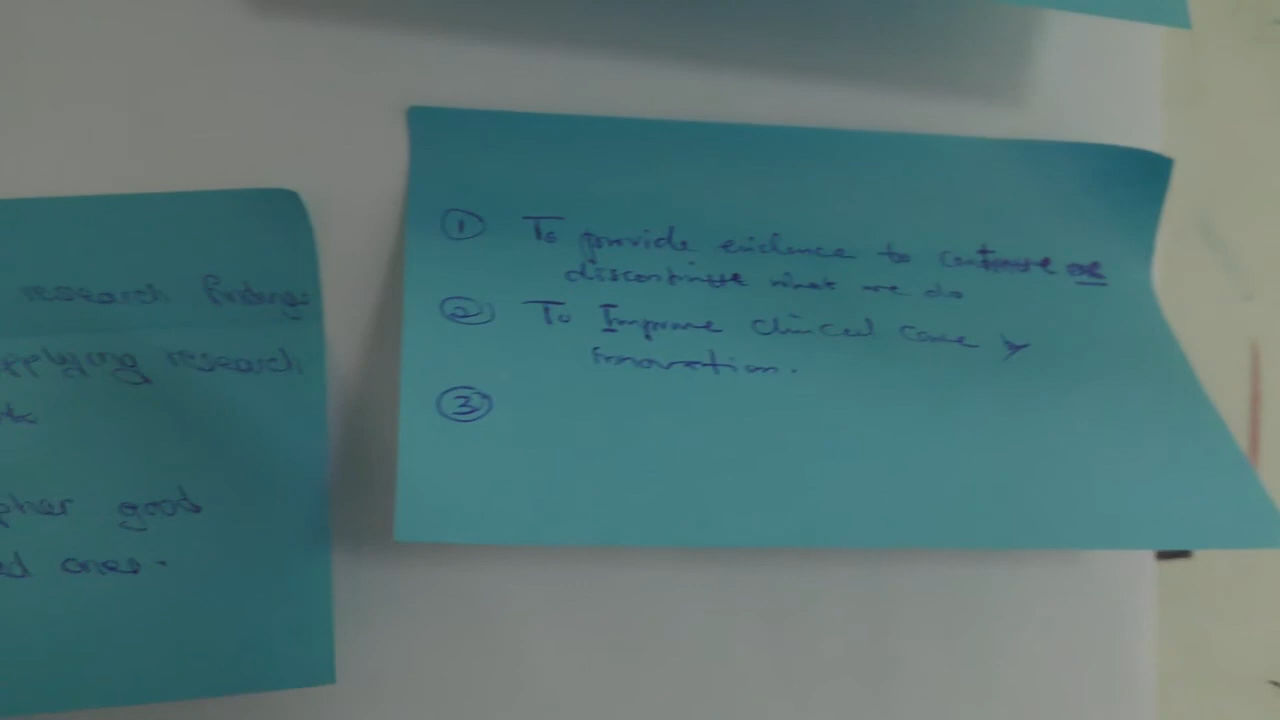 research findings
applying research
good
ones.
① To provide evidence to continue or
discontinue what we do
② To Improve clinical care
innovation.
③